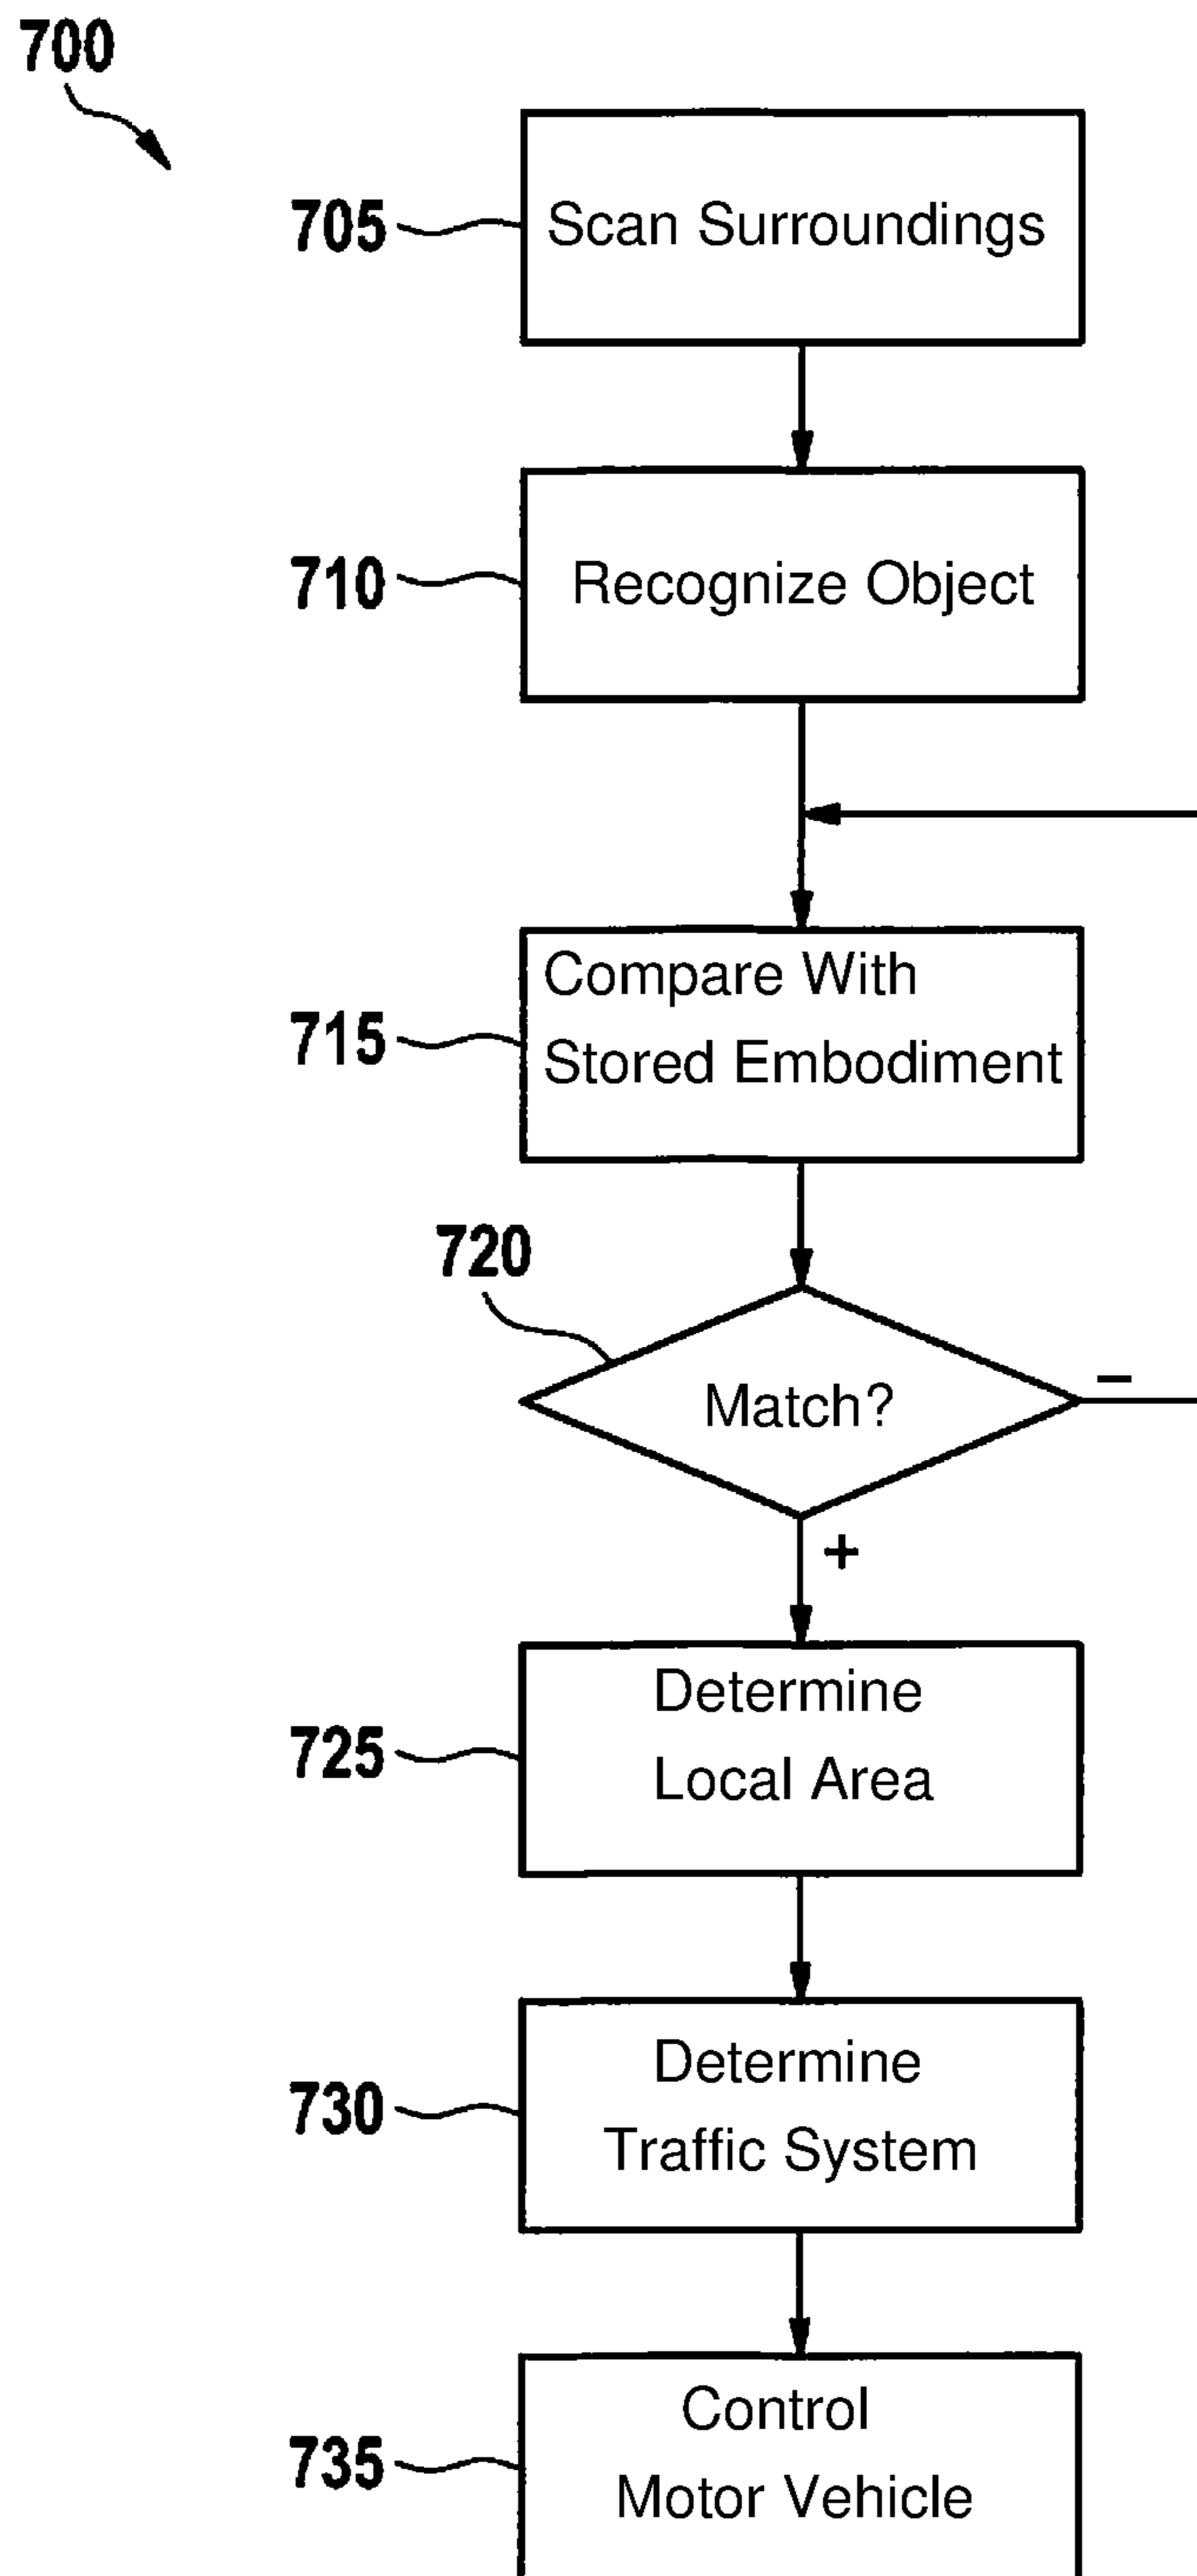 700
705
Scan Surroundings
710
Recognize Object
715
Compare With
Stored Embodiment
720
Match?
–
+
725
Determine
Local Area
730
Determine
Traffic System
735
Control
Motor Vehicle